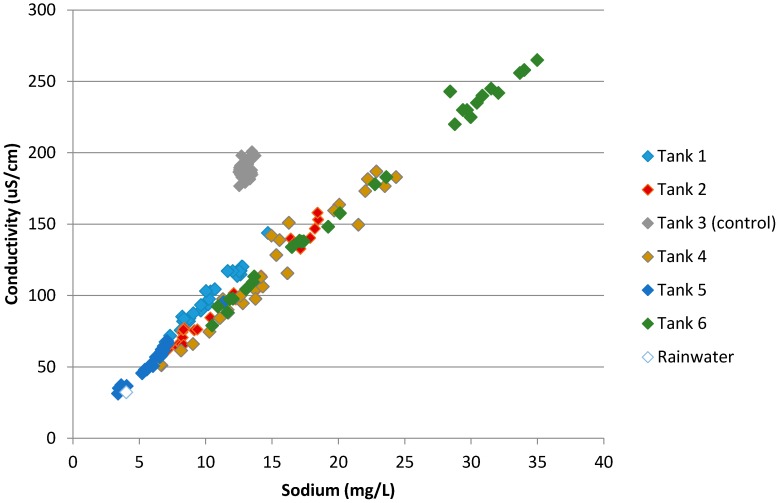 300
250
200
150
100
50
0
0 5 10 15 20 25 30 35 40
Conductivity (uS/cm)
Sodium (mg/L)
Tank 1
Tank 2
Tank 3 (control)
Tank 4
Tank 5
Tank 6
Rainwater